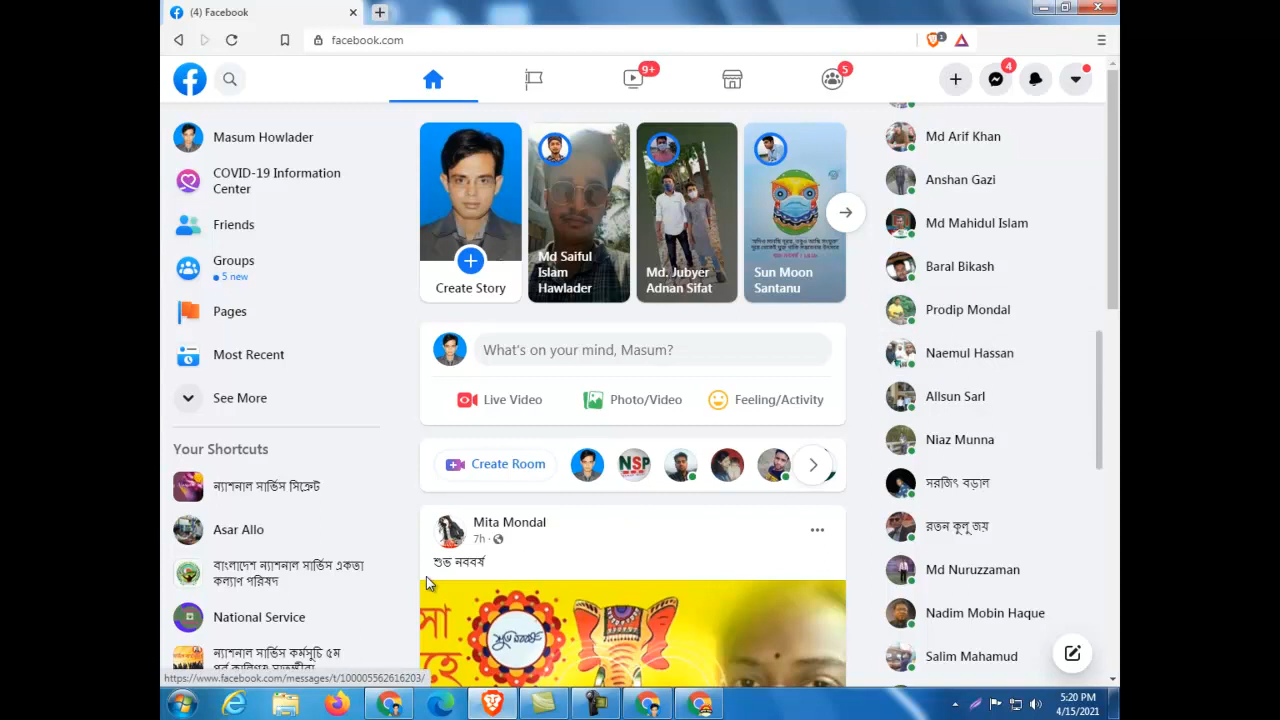 (4) Facebook
facebook.com
1
9+
5
4
Masum Howlader
COVID-19 Information
Center
Friends
Groups
5 new
Pages
Most Recent
See More
Your Shortcuts
ন্যাশনাল সার্ভিস সিক্রেট
Asar Allo
বাংলাদেশ ন্যাশনাল সার্ভিস একতা
কল্যাণ পরিষদ
National Service
ন্যাশনাল সার্ভিস কর্মসূচি ৫ম
Create Story
Md Saiful
Islam
Hawlader
Md. Jubyer
Adnan Sifat
Sun Moon
Santanu
What's on your mind, Masum?
Live Video
Photo/Video
Feeling/Activity
Create Room
NSP
Mita Mondal
7h
শুভ নববর্ষ
Md Arif Khan
Anshan Gazi
Md Mahidul Islam
Baral Bikash
Prodip Mondal
Naemul Hassan
Allsun Sarl
Niaz Munna
সরজিৎ বড়াল
রতন কুলু জয়
Md Nuruzzaman
Nadim Mobin Haque
Salim Mahamud
https://www.facebook.com/messages/t/100005562616203/
5:20 PM
4/15/2021